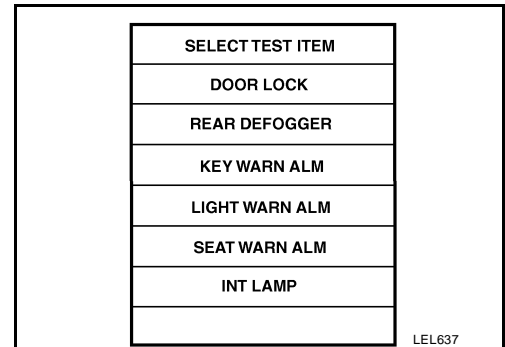 SELECT TEST ITEM
DOOR LOCK
REAR DEFOGGER
KEY WARN ALM
LIGHT WARN ALM
SEAT WARN ALM
INT LAMP
LEL637